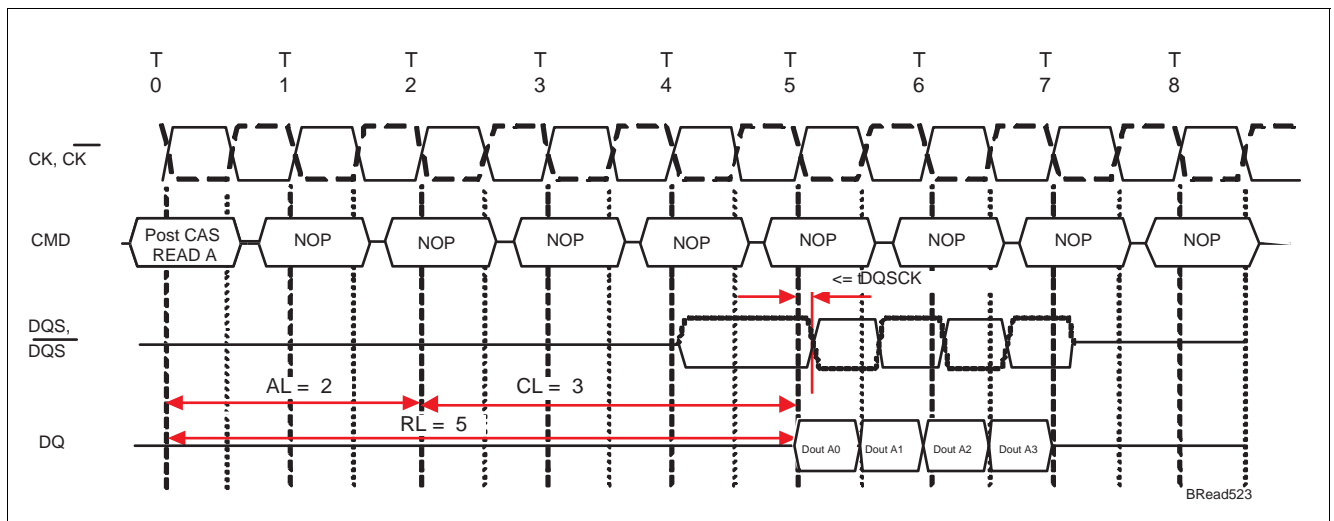 T T T T T T T T T
0 1 2 3 4 5 6 7 8
CK, CK
CMD
Post CAS
READ A
NOP NOP NOP NOP NOP NOP NOP NOP
<= tDQSCK
DQS,
DQS
AL = 2
CL = 3
RL = 5
DQ
Dout A0 Dout A1 Dout A2 Dout A3
BRead523